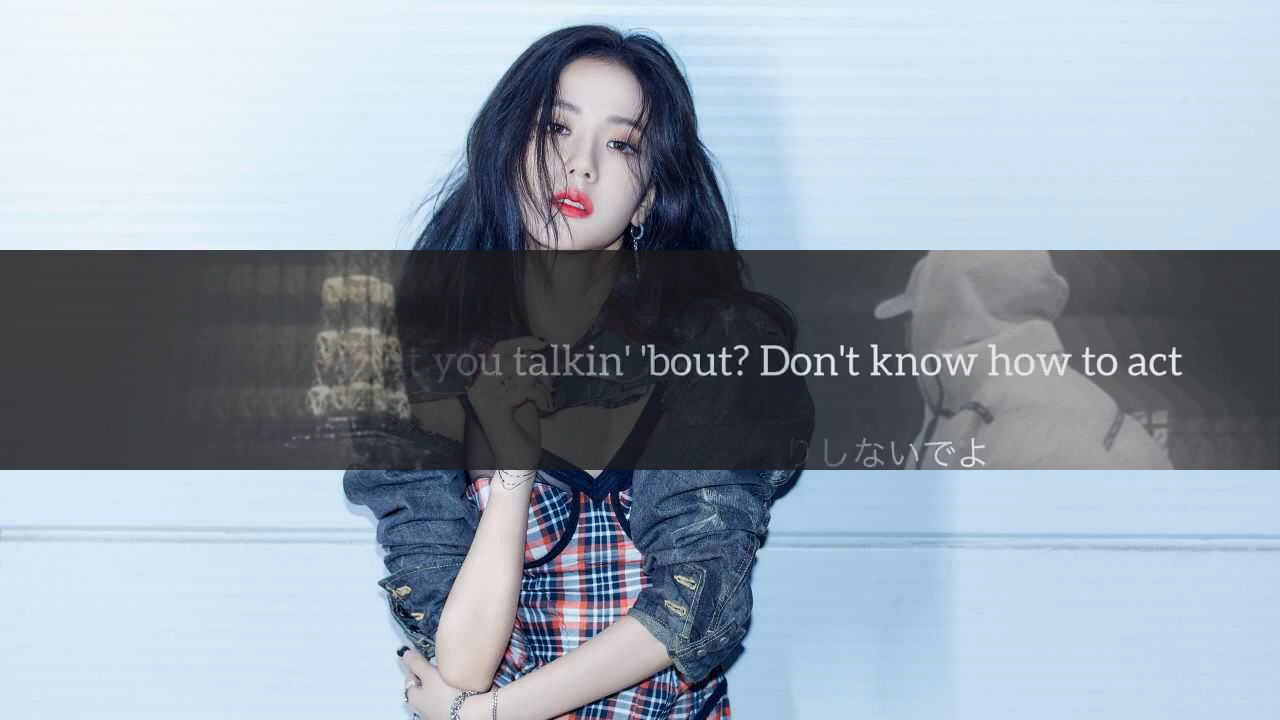 you talkin' 'bout? Don't know how to act
りしないでよ